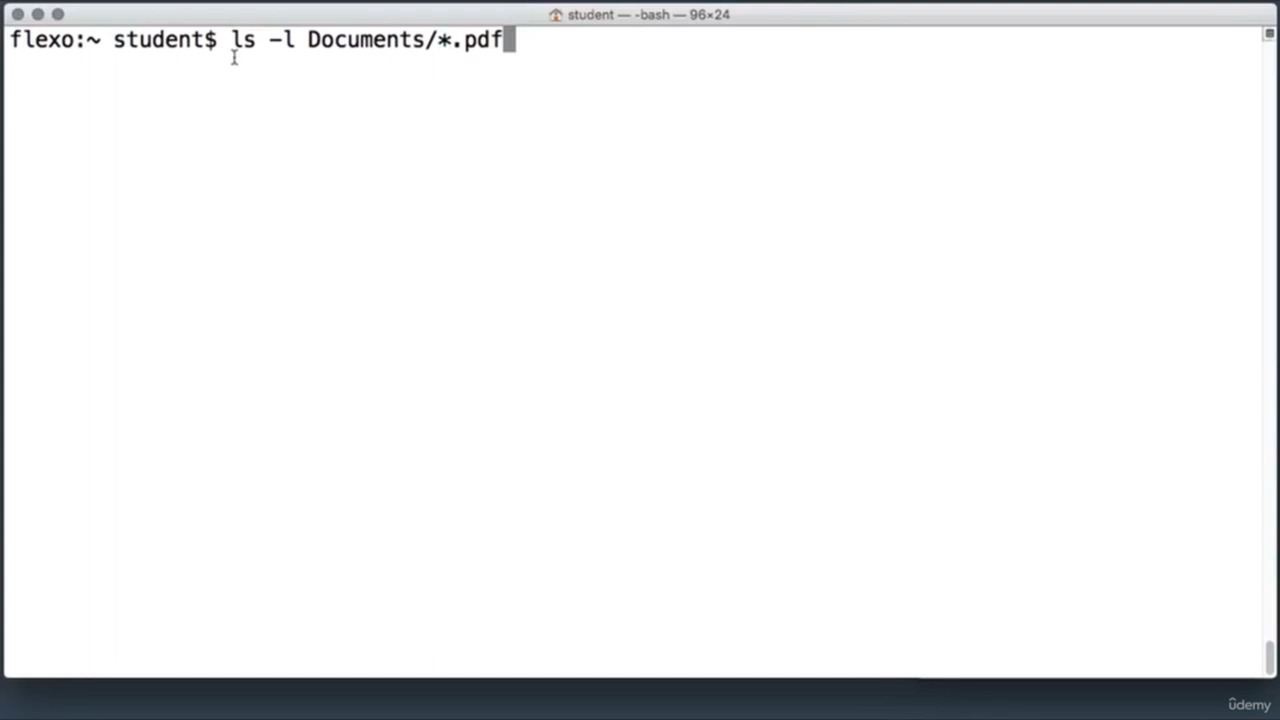 student — -bash — 96×24
flexo:~ student$ ls -l Documents/*.pdf
ûdemy